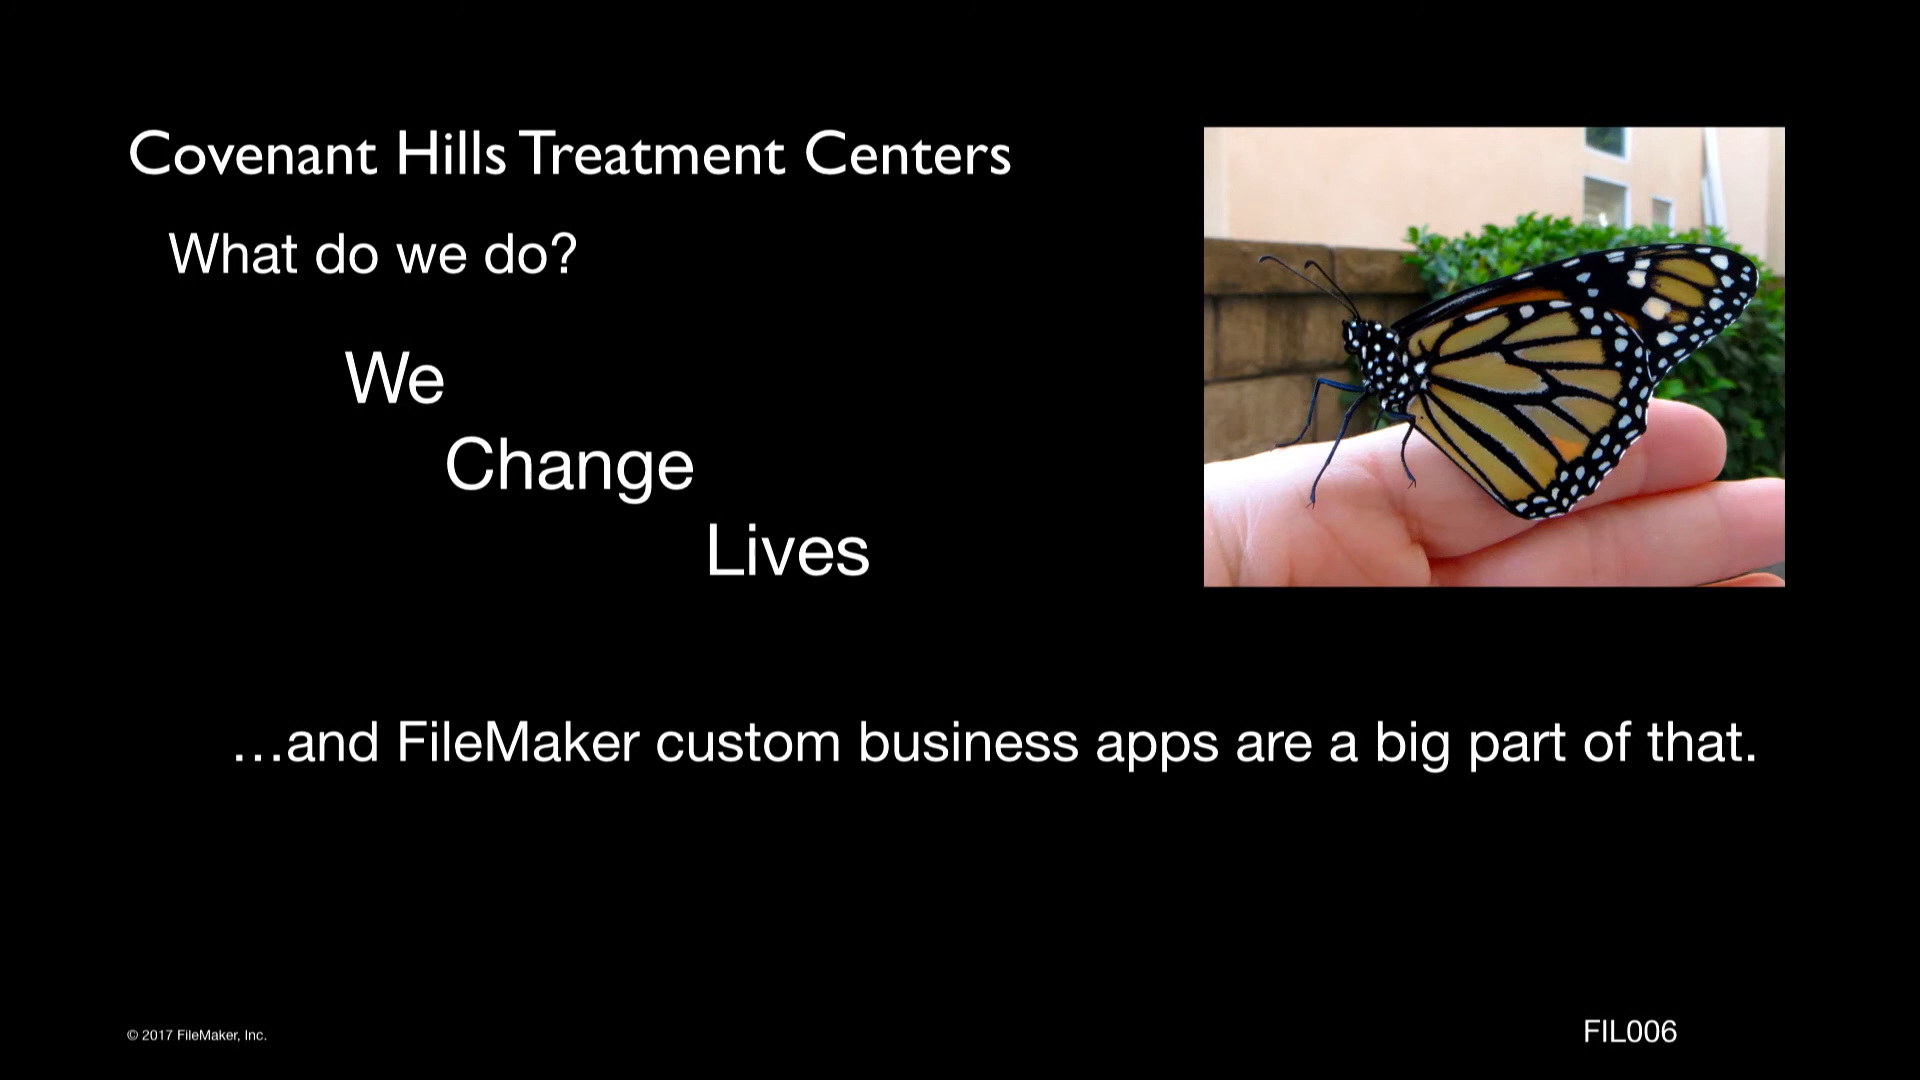 Covenant Hills Treatment Centers
What do we do?
We
Change
Lives
…and FileMaker custom business apps are a big part of that.
© 2017 FileMaker, Inc.
FIL006